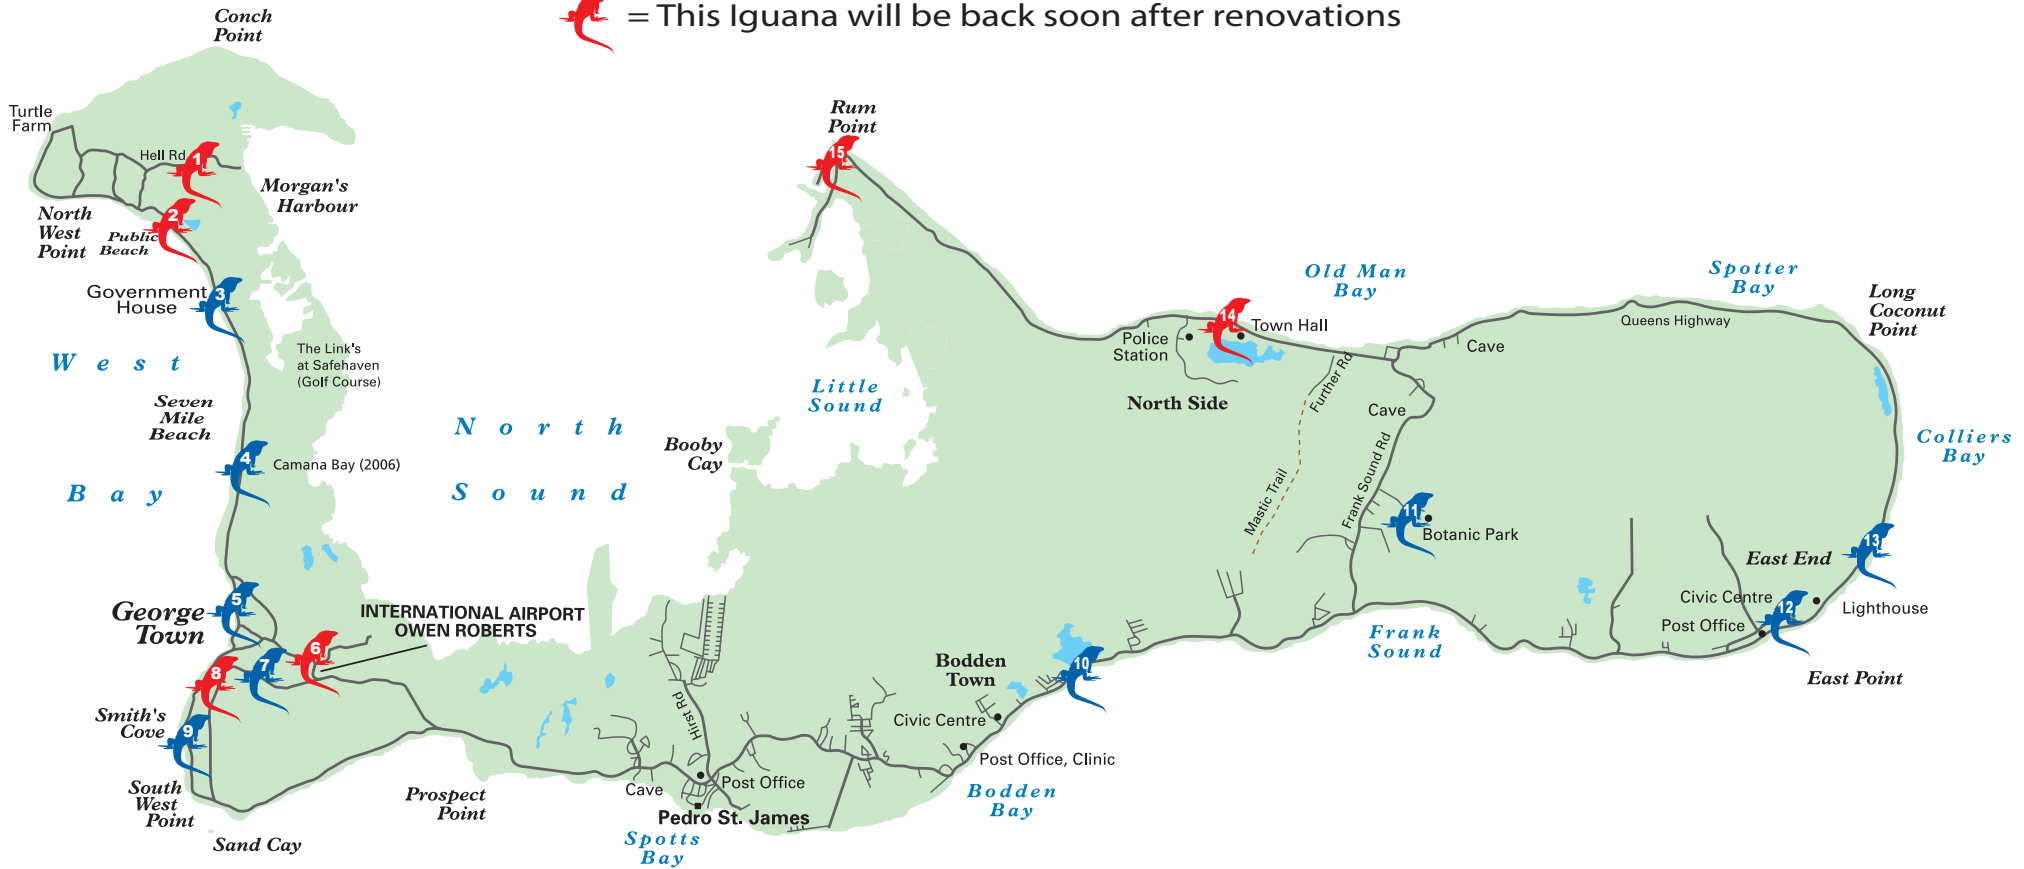 = This Iguana will be back soon after renovations
Conch
Point
Turtle
Farm
Hell Rd
1
Morgan's
Harbour
North
West
Point
2
Public
Beach
Government
House
3
West
Bay
The Link's
at Safehaven
(Golf Course)
Seven
Mile
Beach
4
Camana Bay (2006)
North
Sound
5
George
Town
INTERNATIONAL AIRPORT
OWEN ROBERTS
6
7
8
Smith's
Cove
9
South
West
Point
Sand Cay
Prospect
Point
Rum
Point
15
Little
Sound
Booby
Cay
Hirst Rd
Cave
Post Office
Pedro St. James
Spotts
Bay
Bodden
Town
10
Civic Centre
Post Office, Clinic
Bodden
Bay
Old Man
Bay
14
Town Hall
Police
Station
North Side
Further Rd
Mastic Trail
Cave
Cave
Frank Sound Rd
11
Botanic Park
Frank
Sound
Spotter
Bay
Queens Highway
Long
Coconut
Point
Colliers
Bay
13
East End
Civic Centre
12
Post Office
Lighthouse
East Point